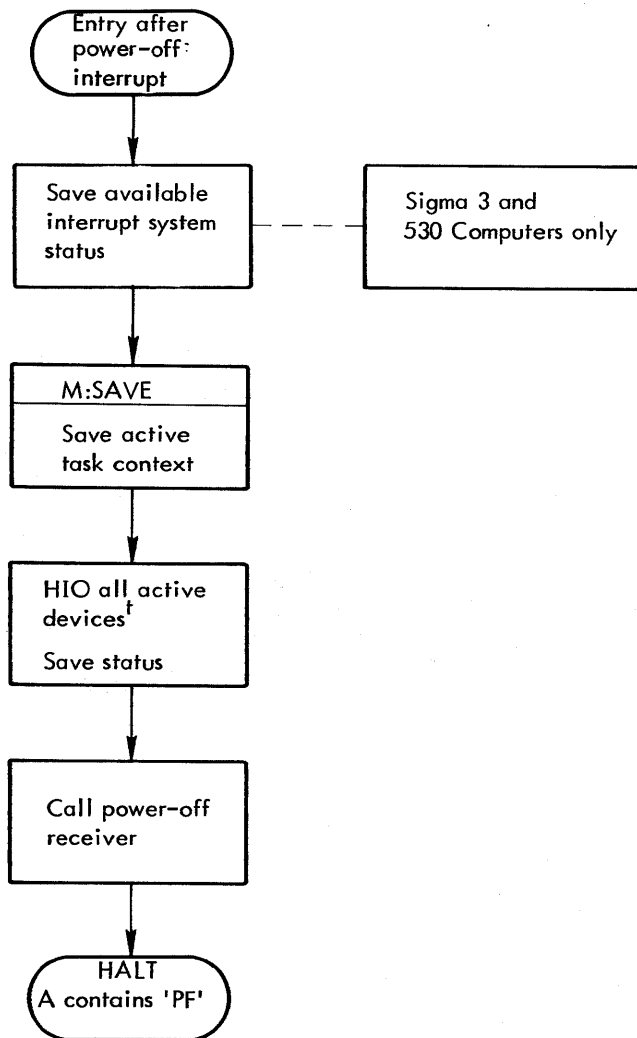 Entry after
power-off
interrupt
Save available
interrupt system
status
Sigma 3 and
530 Computers only
M:SAVE
Save active
task context
HIO all active
devices†
Save status
Call power-off
receiver
HALT
A contains 'PF'